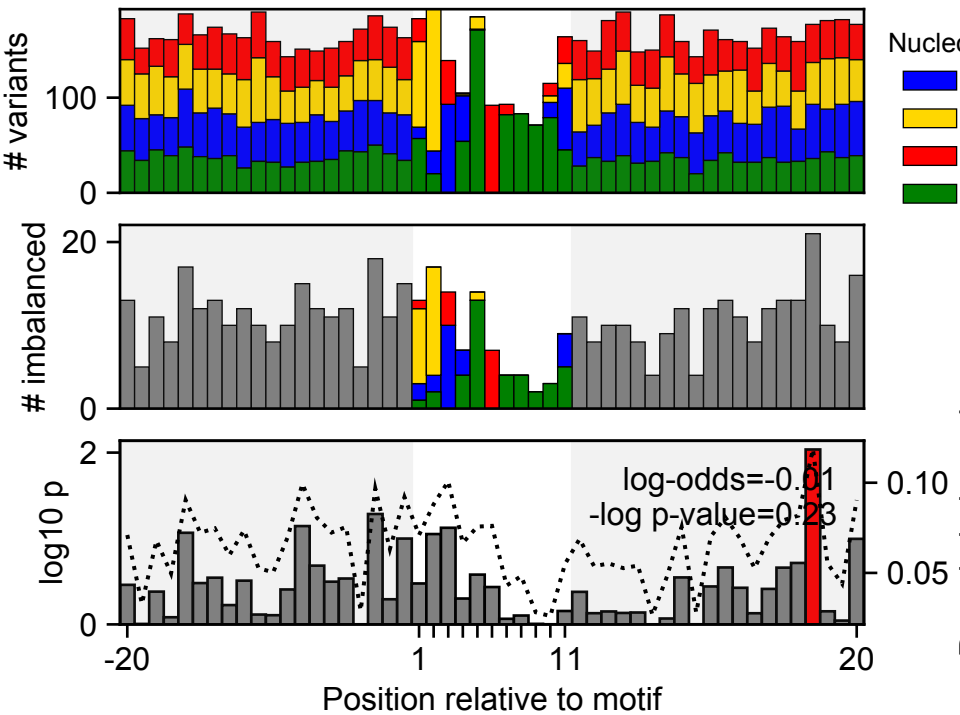 # variants
100
0
Nucleo
# imbalanced
20
0
log10 p
2
1
0
log-odds=-0.01
-log p-value=0.23
0.10
0.05
-20
1
11
20
Position relative to motif